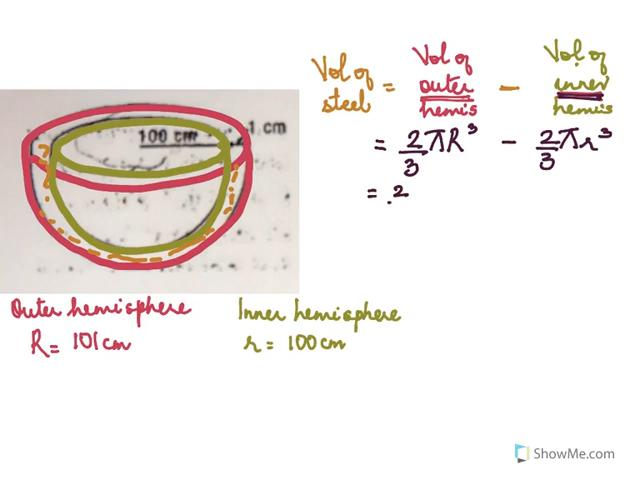 Vol of steel = Vol of outer hemis - Vol of inner hemis
= 2/3 πR³ - 2/3 πr³
= 2
100 cm
1 cm
Outer hemisphere
R = 101 cm
Inner hemisphere
r = 100 cm
ShowMe.com